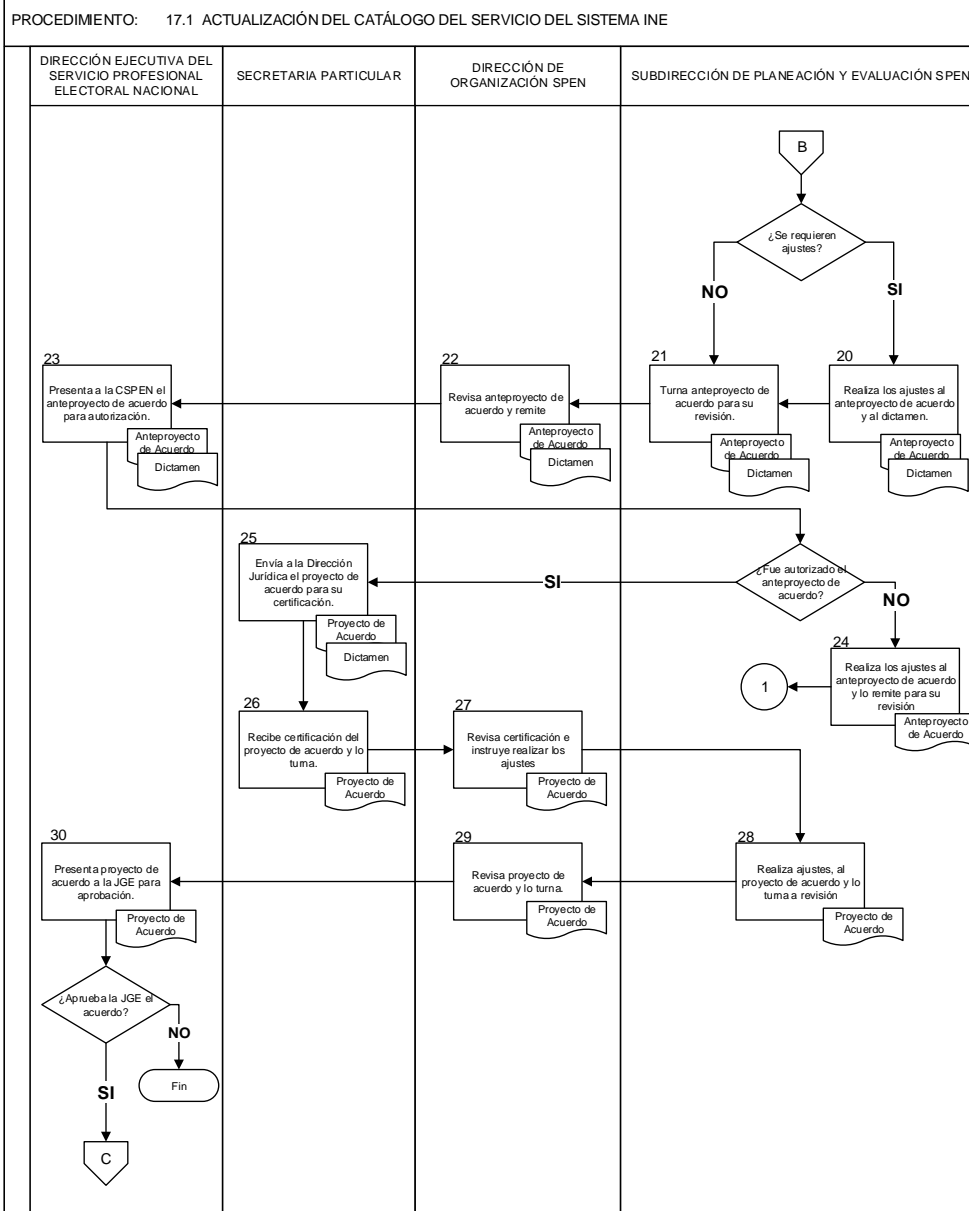 PROCEDIMIENTO: 17.1 ACTUALIZACIÓN DEL CATÁLOGO DEL SERVICIO DEL SISTEMA INE
DIRECCIÓN EJECUTIVA DEL
SERVICIO PROFESIONAL
ELECTORAL NACIONAL
SECRETARIA PARTICULAR
DIRECCIÓN DE
ORGANIZACIÓN SPEN
SUBDIRECCIÓN DE PLANEACIÓN Y EVALUACIÓN SPEN
B
¿Se requieren
ajustes?
NO
SI
23
Presenta a la CSPEN el
anteproyecto de acuerdo
para autorización.
Anteproyecto
de Acuerdo
Dictamen
22
Revisa anteproyecto de
acuerdo y remite
Anteproyecto
de Acuerdo
Dictamen
21
Turna anteproyecto de
acuerdo para su
revisión.
Anteproyecto
de Acuerdo
Dictamen
20
Realiza los ajustes al
anteproyecto de acuerdo
y al dictamen.
Anteproyecto
de Acuerdo
Dictamen
25
Envía a la Dirección
Jurídica el proyecto de
acuerdo para su
certificación.
Proyecto de
Acuerdo
Dictamen
SI
¿Fue autorizado el
anteproyecto de
acuerdo?
NO
24
Realiza los ajustes al
anteproyecto de acuerdo
y lo remite para su
revisión
Anteproyecto
de Acuerdo
1
26
Recibe certificación del
proyecto de acuerdo y lo
turna.
Proyecto de
Acuerdo
27
Revisa certificación e
instruye realizar los
ajustes
Proyecto de
Acuerdo
30
Presenta proyecto de
acuerdo a la JGE para
aprobación.
Proyecto de
Acuerdo
29
Revisa proyecto de
acuerdo y lo turna.
Proyecto de
Acuerdo
28
Realiza ajustes, al
proyecto de acuerdo y lo
turna a revisión
Proyecto de
Acuerdo
¿Aprueba la JGE el
acuerdo?
NO
Fin
SI
C